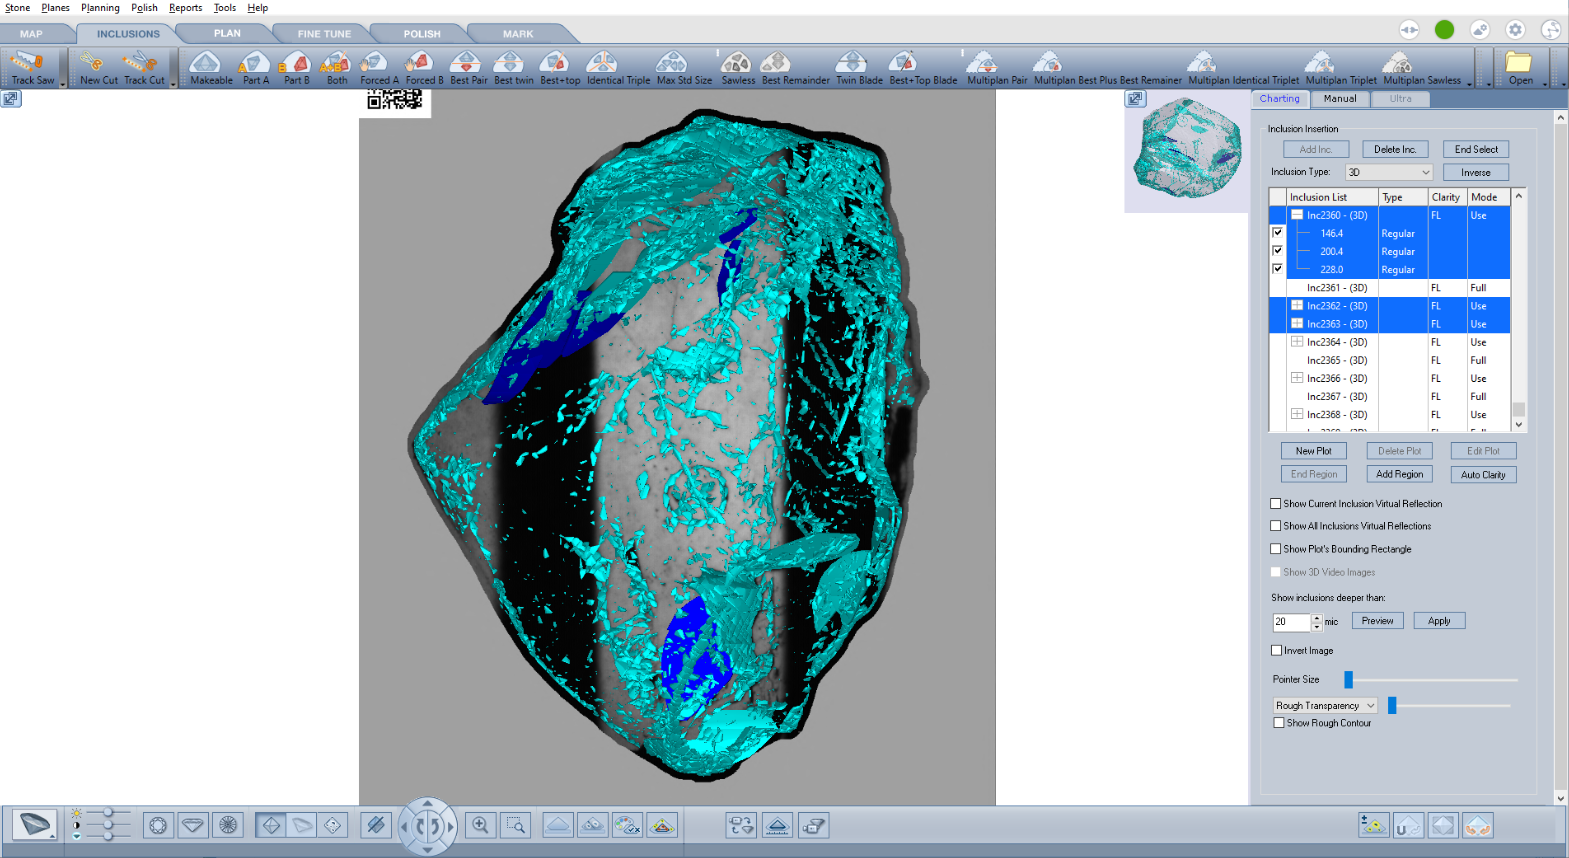 Stone Planes Planning Polish Reports Tools Help
MAP INCLUSIONS PLAN FINE TUNE POLISH MARK
Track Saw New Cut Track Cut Makeable Part A Part B Both Forced A Forced B Best Pair Best twin Best+top Identical Triple Max Std Size Sawless Best Remainder Twin Blade Best+Top Blade Multiplan Pair Multiplan Best Plus Best Remainer Multiplan Identical Triplet Multiplan Triplet Multiplan Sawless Open
Charting Manual Ultra
Inclusion Insertion
Add Inc. Delete Inc. End Select
Inclusion Type: 3D Inverse
Inclusion List Type Clarity Mode
Inc2360 - (3D) FL Use
146.4 Regular
200.4 Regular
228.0 Regular
Inc2361 - (3D) FL Full
Inc2362 - (3D) FL Use
Inc2363 - (3D) FL Use
Inc2364 - (3D) FL Use
Inc2365 - (3D) FL Full
Inc2366 - (3D) FL Use
Inc2367 - (3D) FL Full
Inc2368 - (3D) FL Use
New Plot Delete Plot Edit Plot
End Region Add Region Auto Clarity
Show Current Inclusion Virtual Reflection
Show All Inclusions Virtual Reflections
Show Plot's Bounding Rectangle
Show 3D Video Images
Show inclusions deeper than:
20 mic Preview Apply
Invert Image
Pointer Size
Rough Transparency
Show Rough Contour